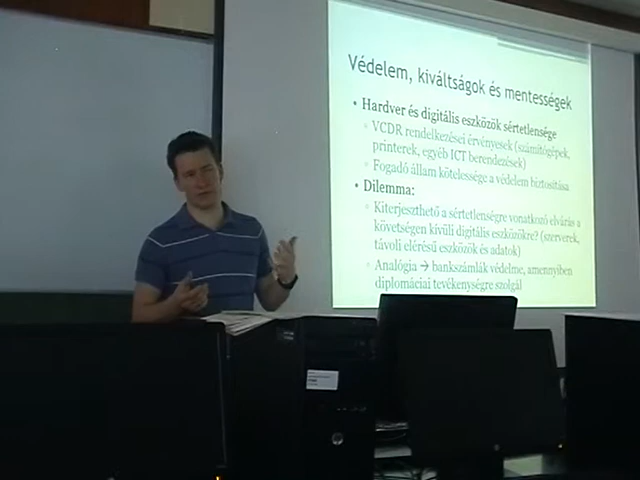 Védelem, kiváltságok és mentességek
• Hardver és digitális eszközök sértetlensége
▫ VCDR rendelkezései érvényesek (számítógépek,
printerek, egyéb ICT berendezések)
▫ Fogadó állam kötelessége a védelem biztosítása
• Dilemma:
▫ Kiterjeszthető a sértetlenségre vonatkozó elvárás a
követségen kívüli digitális eszközökre? (szerverek,
távoli elérésű eszközök és adatok)
▫ Analógia → bankszámlák védelme, amennyiben
diplomáciai tevékenységre szolgál